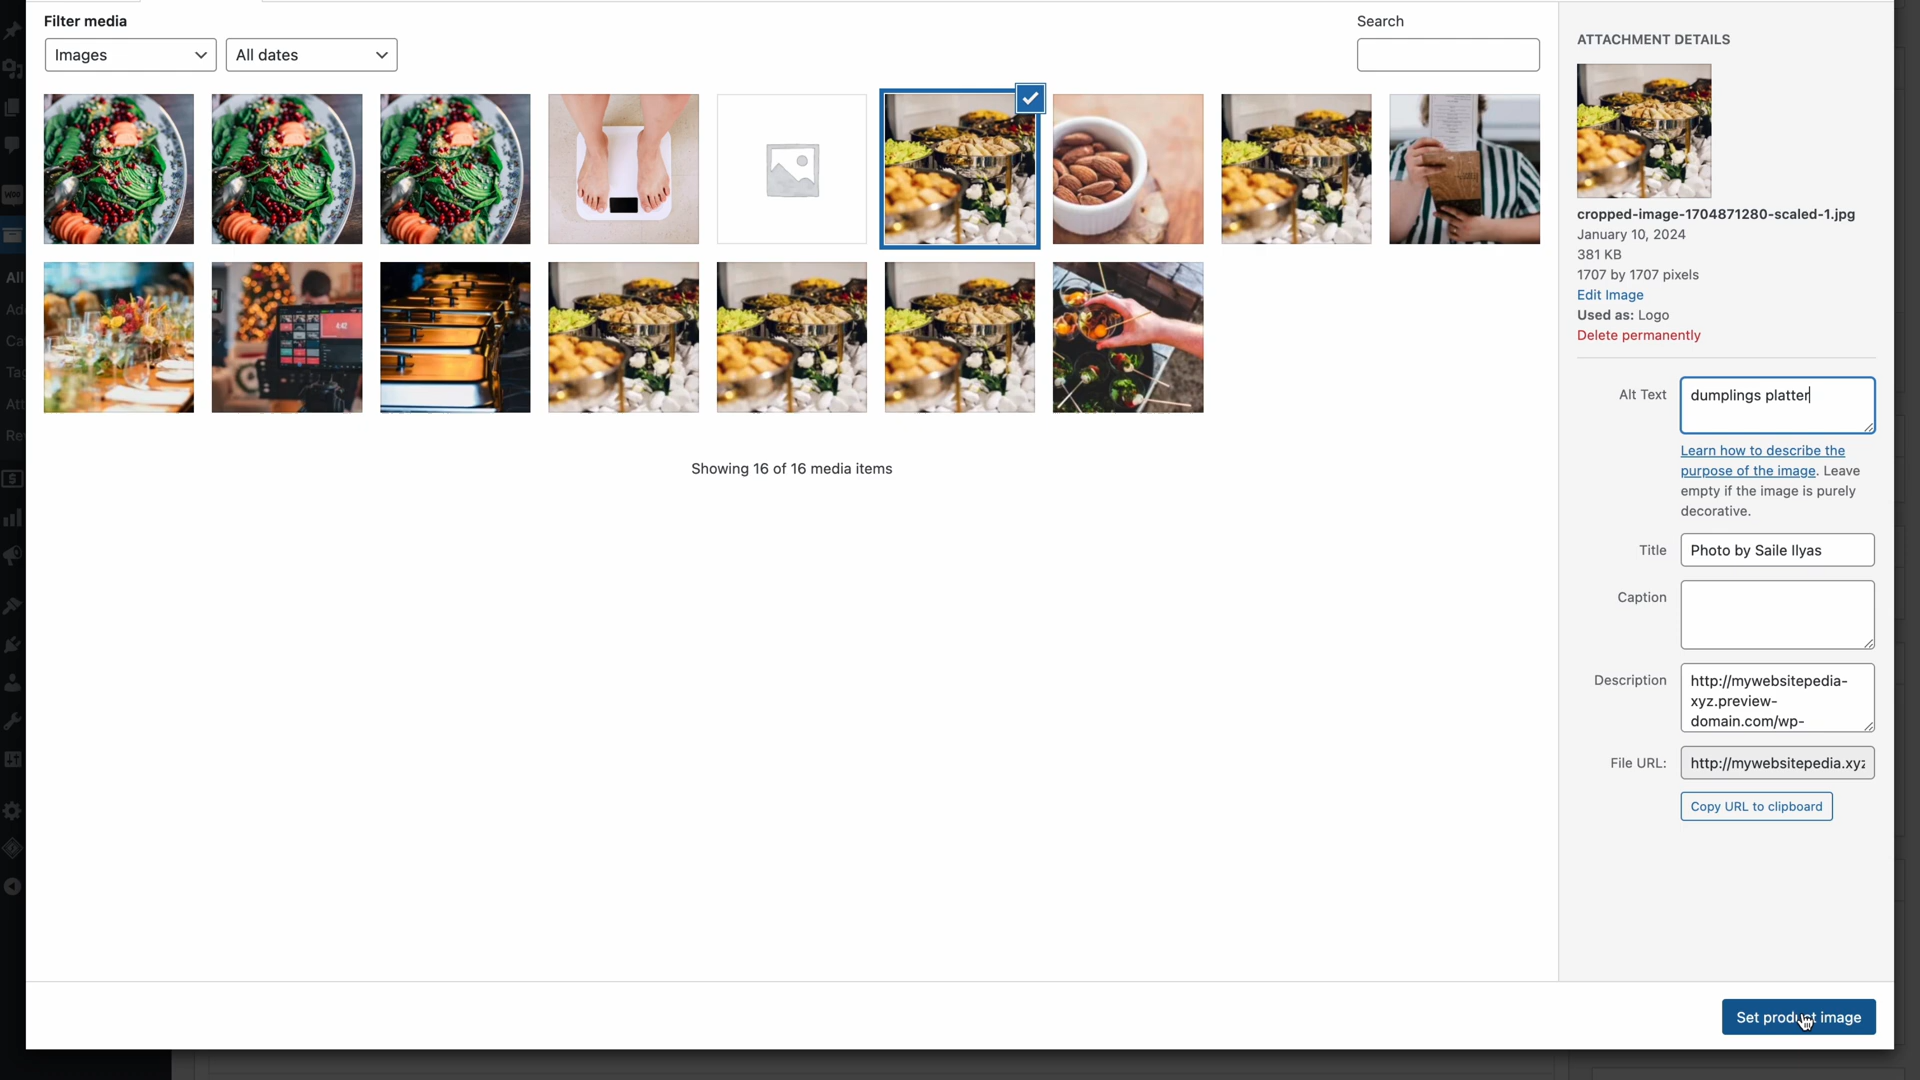 Filter media
Search
Images
All dates
Showing 16 of 16 media items
ATTACHMENT DETAILS
cropped-image-1704871280-scaled-1.jpg
January 10, 2024
381 KB
1707 by 1707 pixels
Edit Image
Used as: Logo
Delete permanently
Alt Text
dumplings platter
Learn how to describe the
purpose of the image. Leave
empty if the image is purely
decorative.
Title
Photo by Saile Ilyas
Caption
Description
http://mywebsitepedia-
xyz.preview-
domain.com/wp-
File URL:
http://mywebsitepedia.xyz
Copy URL to clipboard
Set product image
All